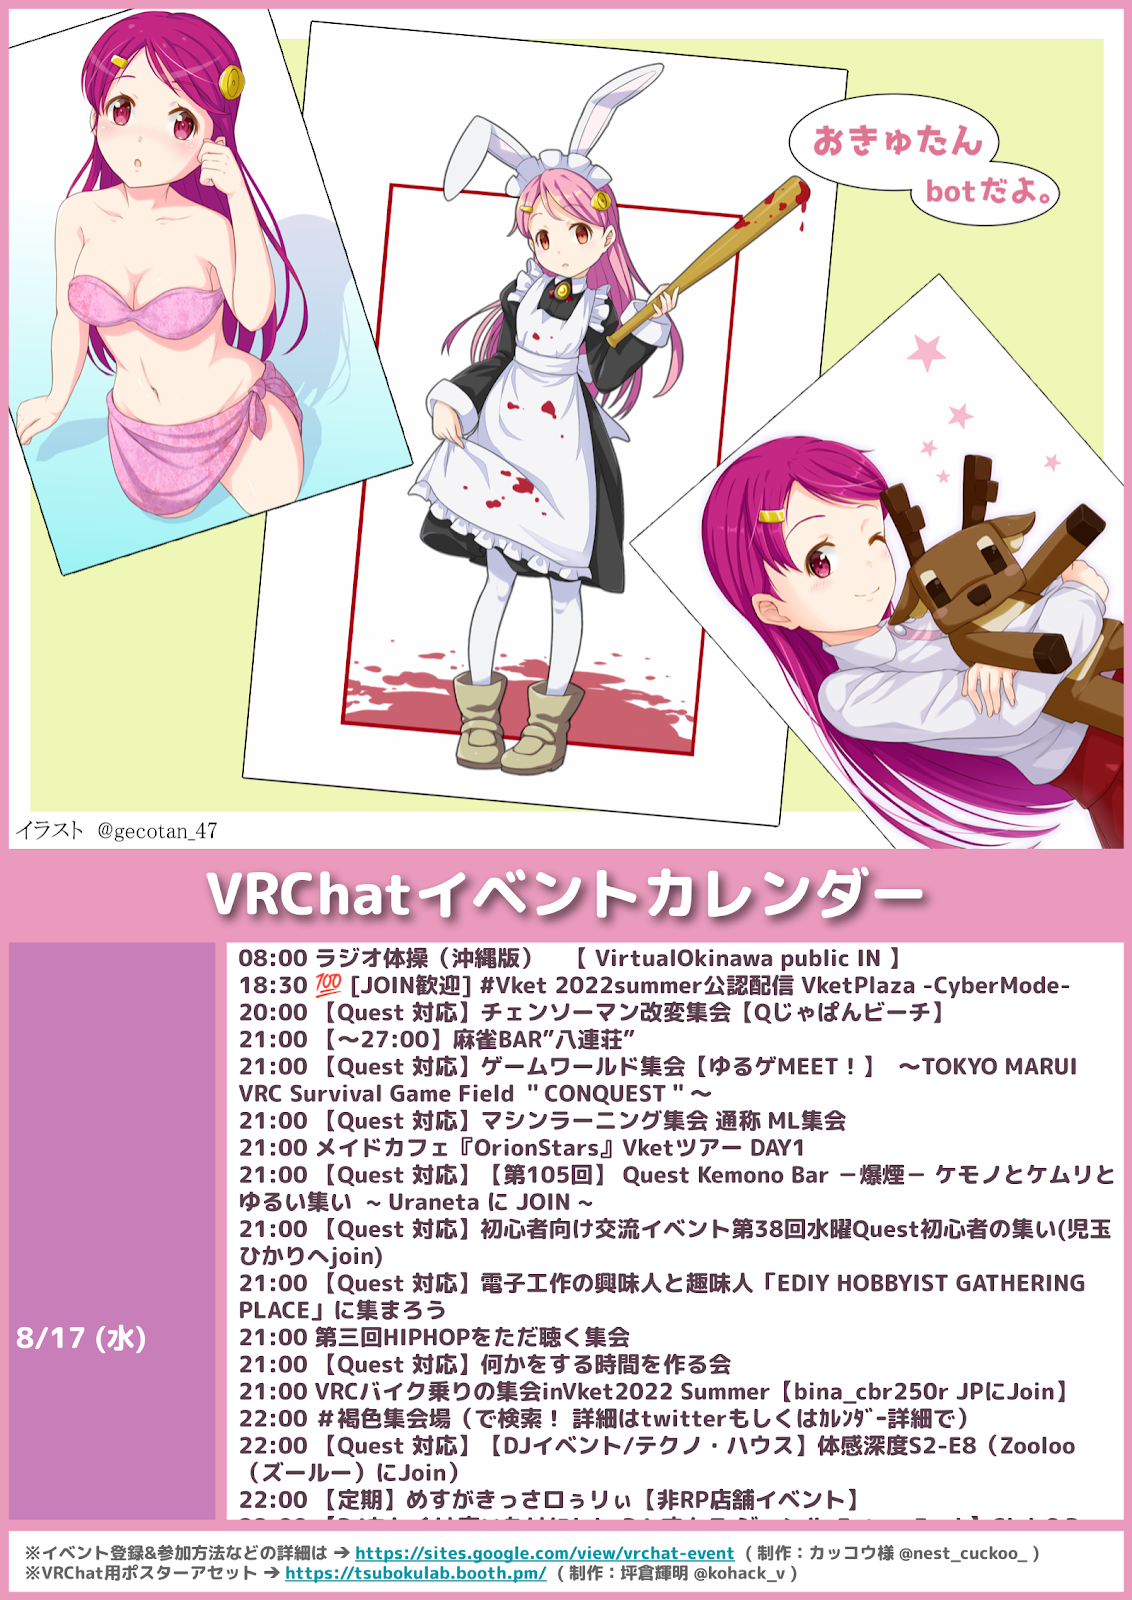 おきゅたん
botだよ。
イラスト @gecotan_47
VRChatイベントカレンダー
8/17 (水)
08:00 ラジオ体操（沖縄版） 【 VirtualOkinawa public IN 】
18:30 💯 [JOIN歓迎] #Vket 2022summer公認配信 VketPlaza -CyberMode-
20:00 【Quest 対応】チェンソーマン改変集会【Qじゃぱんビーチ】
21:00 【～27:00】麻雀BAR”八連荘”
21:00 【Quest 対応】ゲームワールド集会【ゆるゲMEET！】 ～TOKYO MARUI
VRC Survival Game Field ＂CONQUEST＂～
21:00 【Quest 対応】マシンラーニング集会 通称 ML集会
21:00 メイドカフェ『OrionStars』Vketツアー DAY1
21:00 【Quest 対応】【第105回】 Quest Kemono Bar －爆煙－ ケモノとケムリと
ゆるい集い ~ Uraneta に JOIN ~
21:00 【Quest 対応】初心者向け交流イベント第38回水曜Quest初心者の集い(児玉
ひかりへjoin)
21:00 【Quest 対応】電子工作の興味人と趣味人「EDIY HOBBYIST GATHERING
PLACE」に集まろう
21:00 第三回HIPHOPをただ聴く集会
21:00 【Quest 対応】何かをする時間を作る会
21:00 VRCバイク乗りの集会inVket2022 Summer【bina_cbr250r JPにJoin】
22:00 ＃褐色集会場（で検索！ 詳細はtwitterもしくはｶﾚﾝﾀﾞｰ詳細で）
22:00 【Quest 対応】【DJイベント/テクノ・ハウス】体感深度S2-E8（Zooloo
（ズールー）にJoin）
22:00 【定期】めすがきっさロぅリぃ【非RP店舗イベント】
※イベント登録&参加方法などの詳細は → https://sites.google.com/view/vrchat-event （ 制作：カッコウ様 @nest_cuckoo_ ）
※VRChat用ポスターアセット → https://tsubokulab.booth.pm/ （ 制作：坪倉輝明 @kohack_v ）